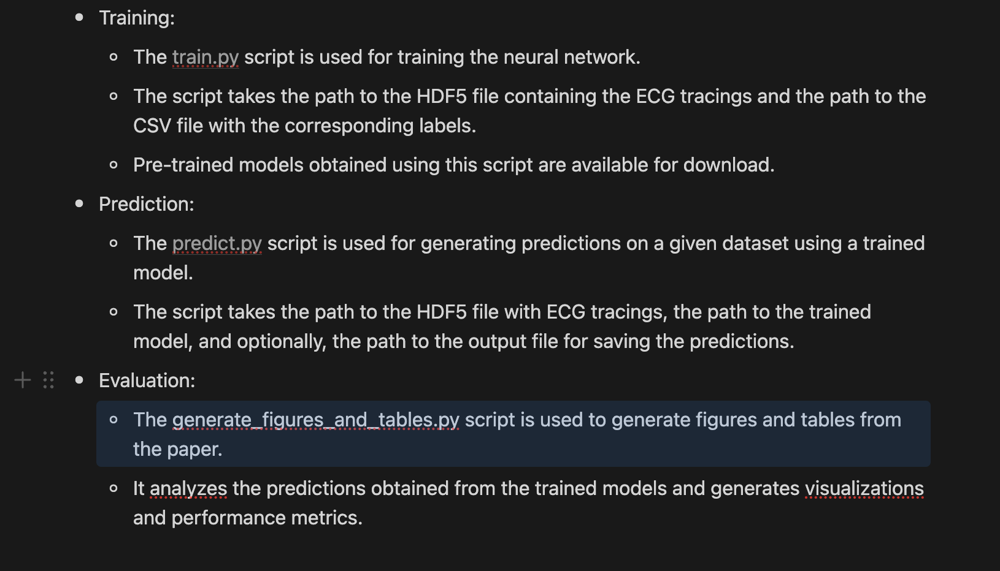 Training:
The train.py script is used for training the neural network.
The script takes the path to the HDF5 file containing the ECG tracings and the path to the
CSV file with the corresponding labels.
Pre-trained models obtained using this script are available for download.
Prediction:
The predict.py script is used for generating predictions on a given dataset using a trained
model.
The script takes the path to the HDF5 file with ECG tracings, the path to the trained
model, and optionally, the path to the output file for saving the predictions.
Evaluation:
The generate_figures_and_tables.py script is used to generate figures and tables from
the paper.
It analyzes the predictions obtained from the trained models and generates visualizations
and performance metrics.